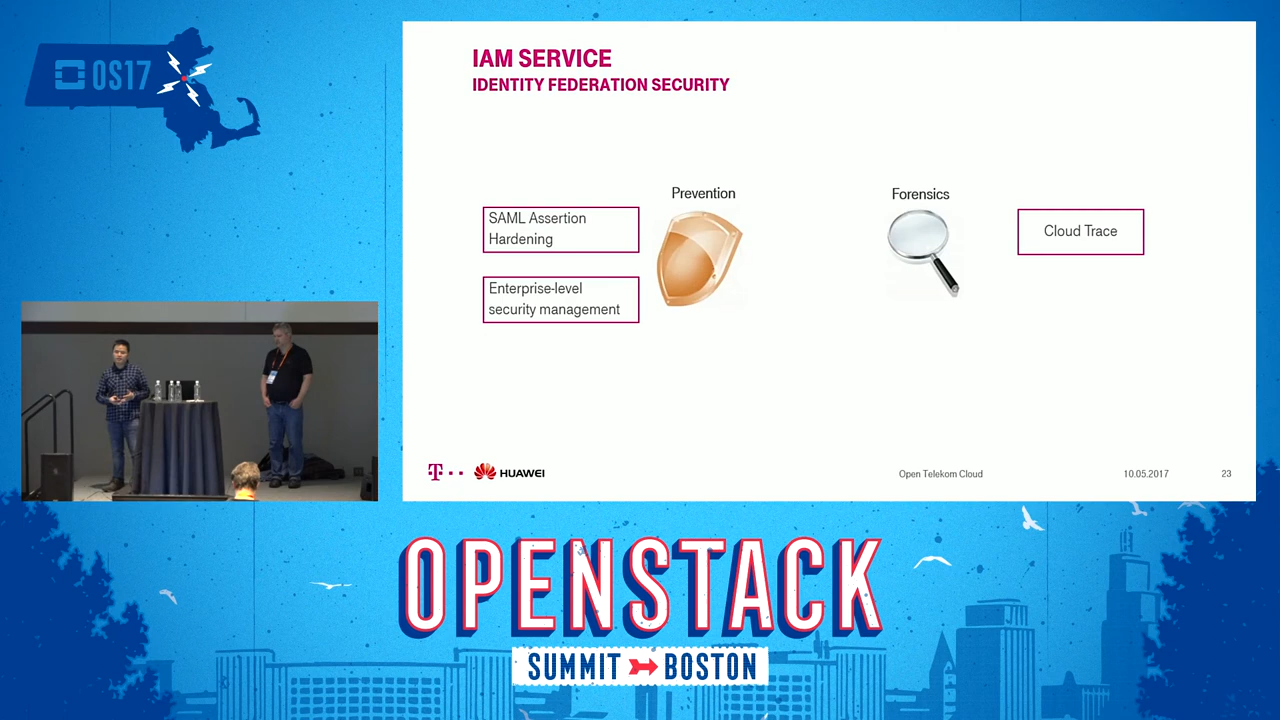 OS17
IAM SERVICE
IDENTITY FEDERATION SECURITY
Prevention
Forensics
SAML Assertion
Hardening
Cloud Trace
Enterprise-level
security management
T
HUAWEI
Open Telekom Cloud
10.05.2017
23
OPENSTACK
SUMMIT BOSTON